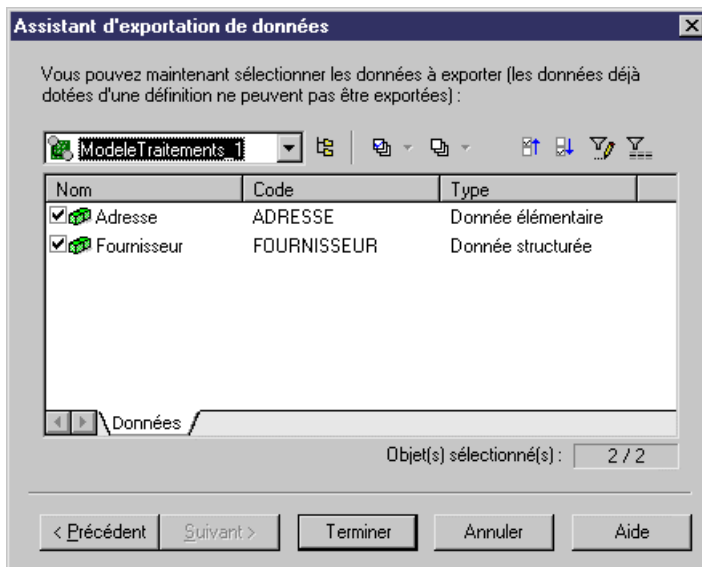 Assistant d'exportation de données
Vous pouvez maintenant sélectionner les données à exporter (les données déjà
dotées d'une définition ne peuvent pas être exportées) :
ModeleTraitements_1
Nom Code Type
Adresse ADRESSE Donnée élémentaire
Fournisseur FOURNISSEUR Donnée structurée
Données
Objet(s) sélectionné(s) : 2 / 2
< Précédent Suivant > Terminer Annuler Aide